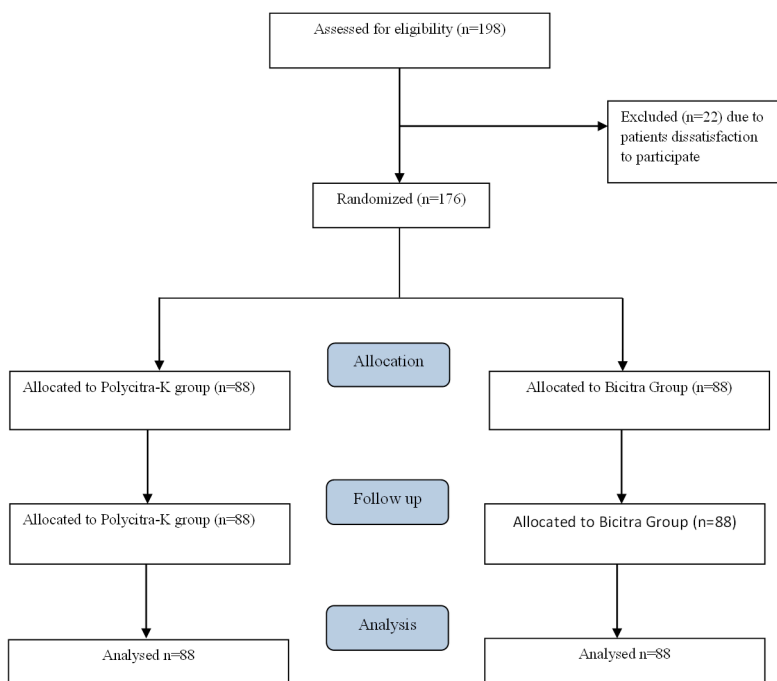 Assessed for eligibility (n=198)
Excluded (n=22) due to
patients dissatisfaction
to participate
Randomized (n=176)
Allocation
Allocated to Polycitra-K group (n=88)
Allocated to Bicitra Group (n=88)
Follow up
Allocated to Polycitra-K group (n=88)
Allocated to Bicitra Group (n=88)
Analysis
Analysed n=88
Analysed n=88